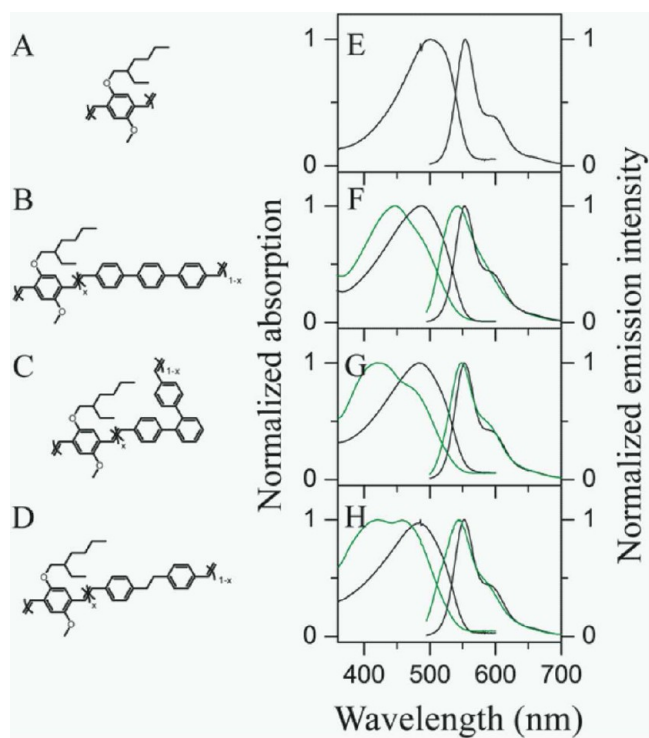 A
O
O
E
1
0
1
0
B
O
O
x
1-x
F
1
0
1
0
C
O
O
x
1-x
G
1
0
1
0
D
O
O
x
1-x
H
1
0
1
0
Normalized absorption
Normalized emission intensity
400 500 600 700
Wavelength (nm)